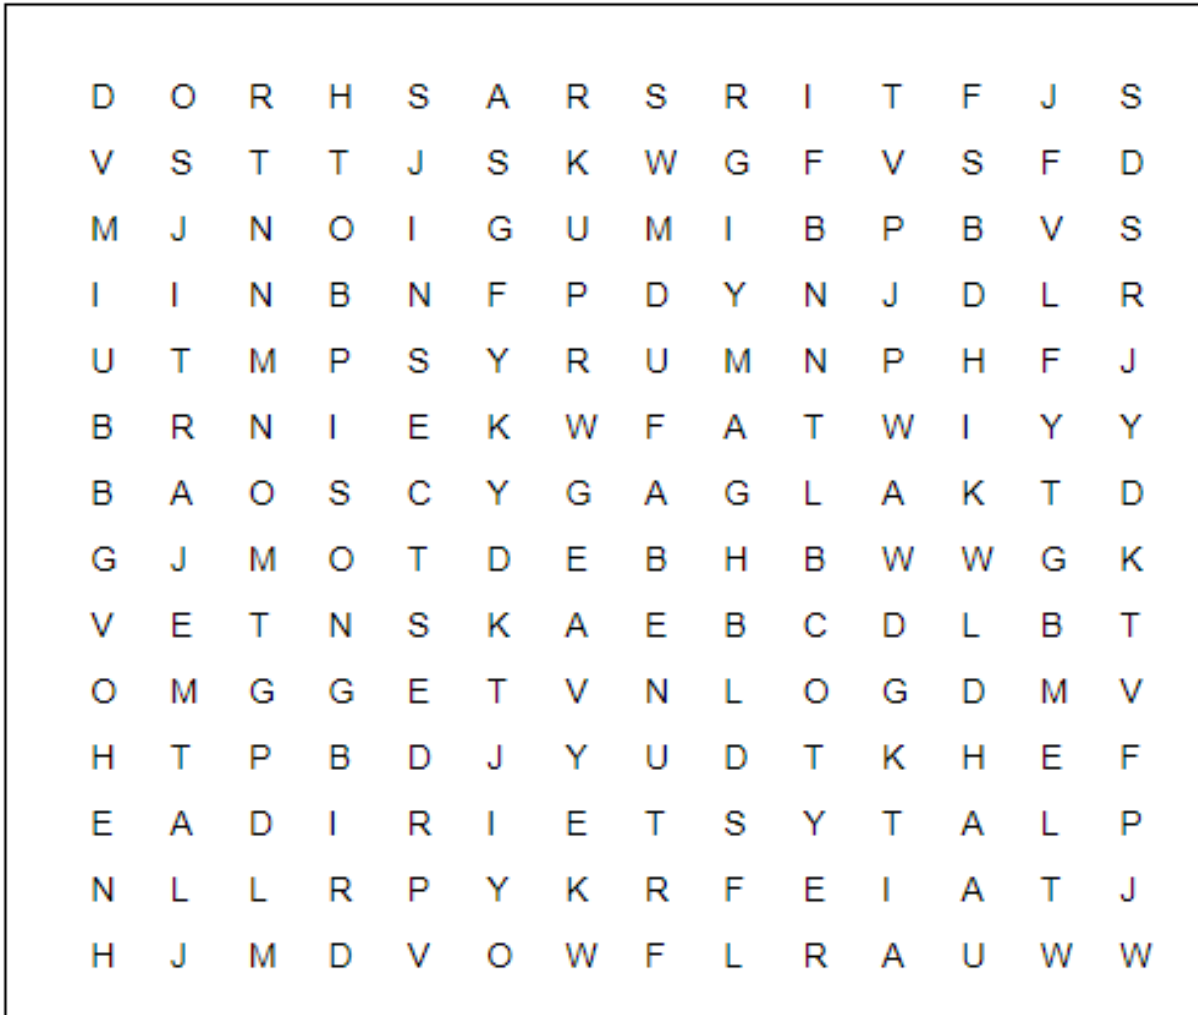 D O R H S A R S R I T F J S
V S T T J S K W G F V S F D
M J N O I G U M I B P B V S
I I N B N F P D Y N J D L R
U T M P S Y R U M N P H F J
B R N I E K W F A T W I Y Y
B A O S C Y G A G L A K T D
G J M O T D E B H B W W G K
V E T N S K A E B C D L B T
O M G G E T V N L O G D M V
H T P B D J Y U D T K H E F
E A D I R I E T S Y T A L P
N L L R P Y K R F E I A T J
H J M D V O W F L R A U W W